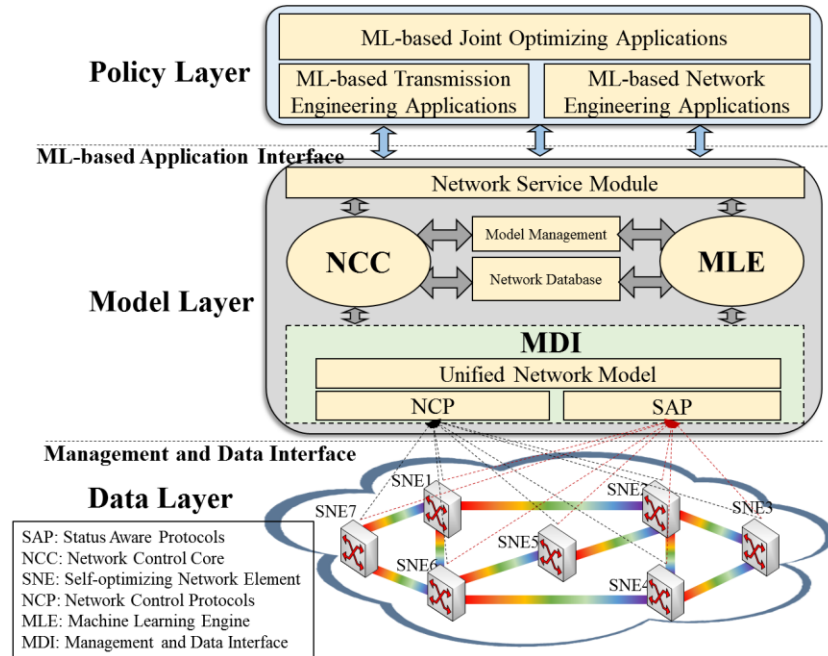 ML-based Joint Optimizing Applications
Policy Layer
ML-based Transmission
Engineering Applications
ML-based Network
Engineering Applications
ML-based Application Interface
Network Service Module
NCC
Model Management
Network Database
MLE
Model Layer
MDI
Unified Network Model
NCP
SAP
Management and Data Interface
Data Layer
SNE1
SNE2
SNE3
SNE7
SNE5
SNE6
SNE4
SAP: Status Aware Protocols
NCC: Network Control Core
SNE: Self-optimizing Network Element
NCP: Network Control Protocols
MLE: Machine Learning Engine
MDI: Management and Data Interface